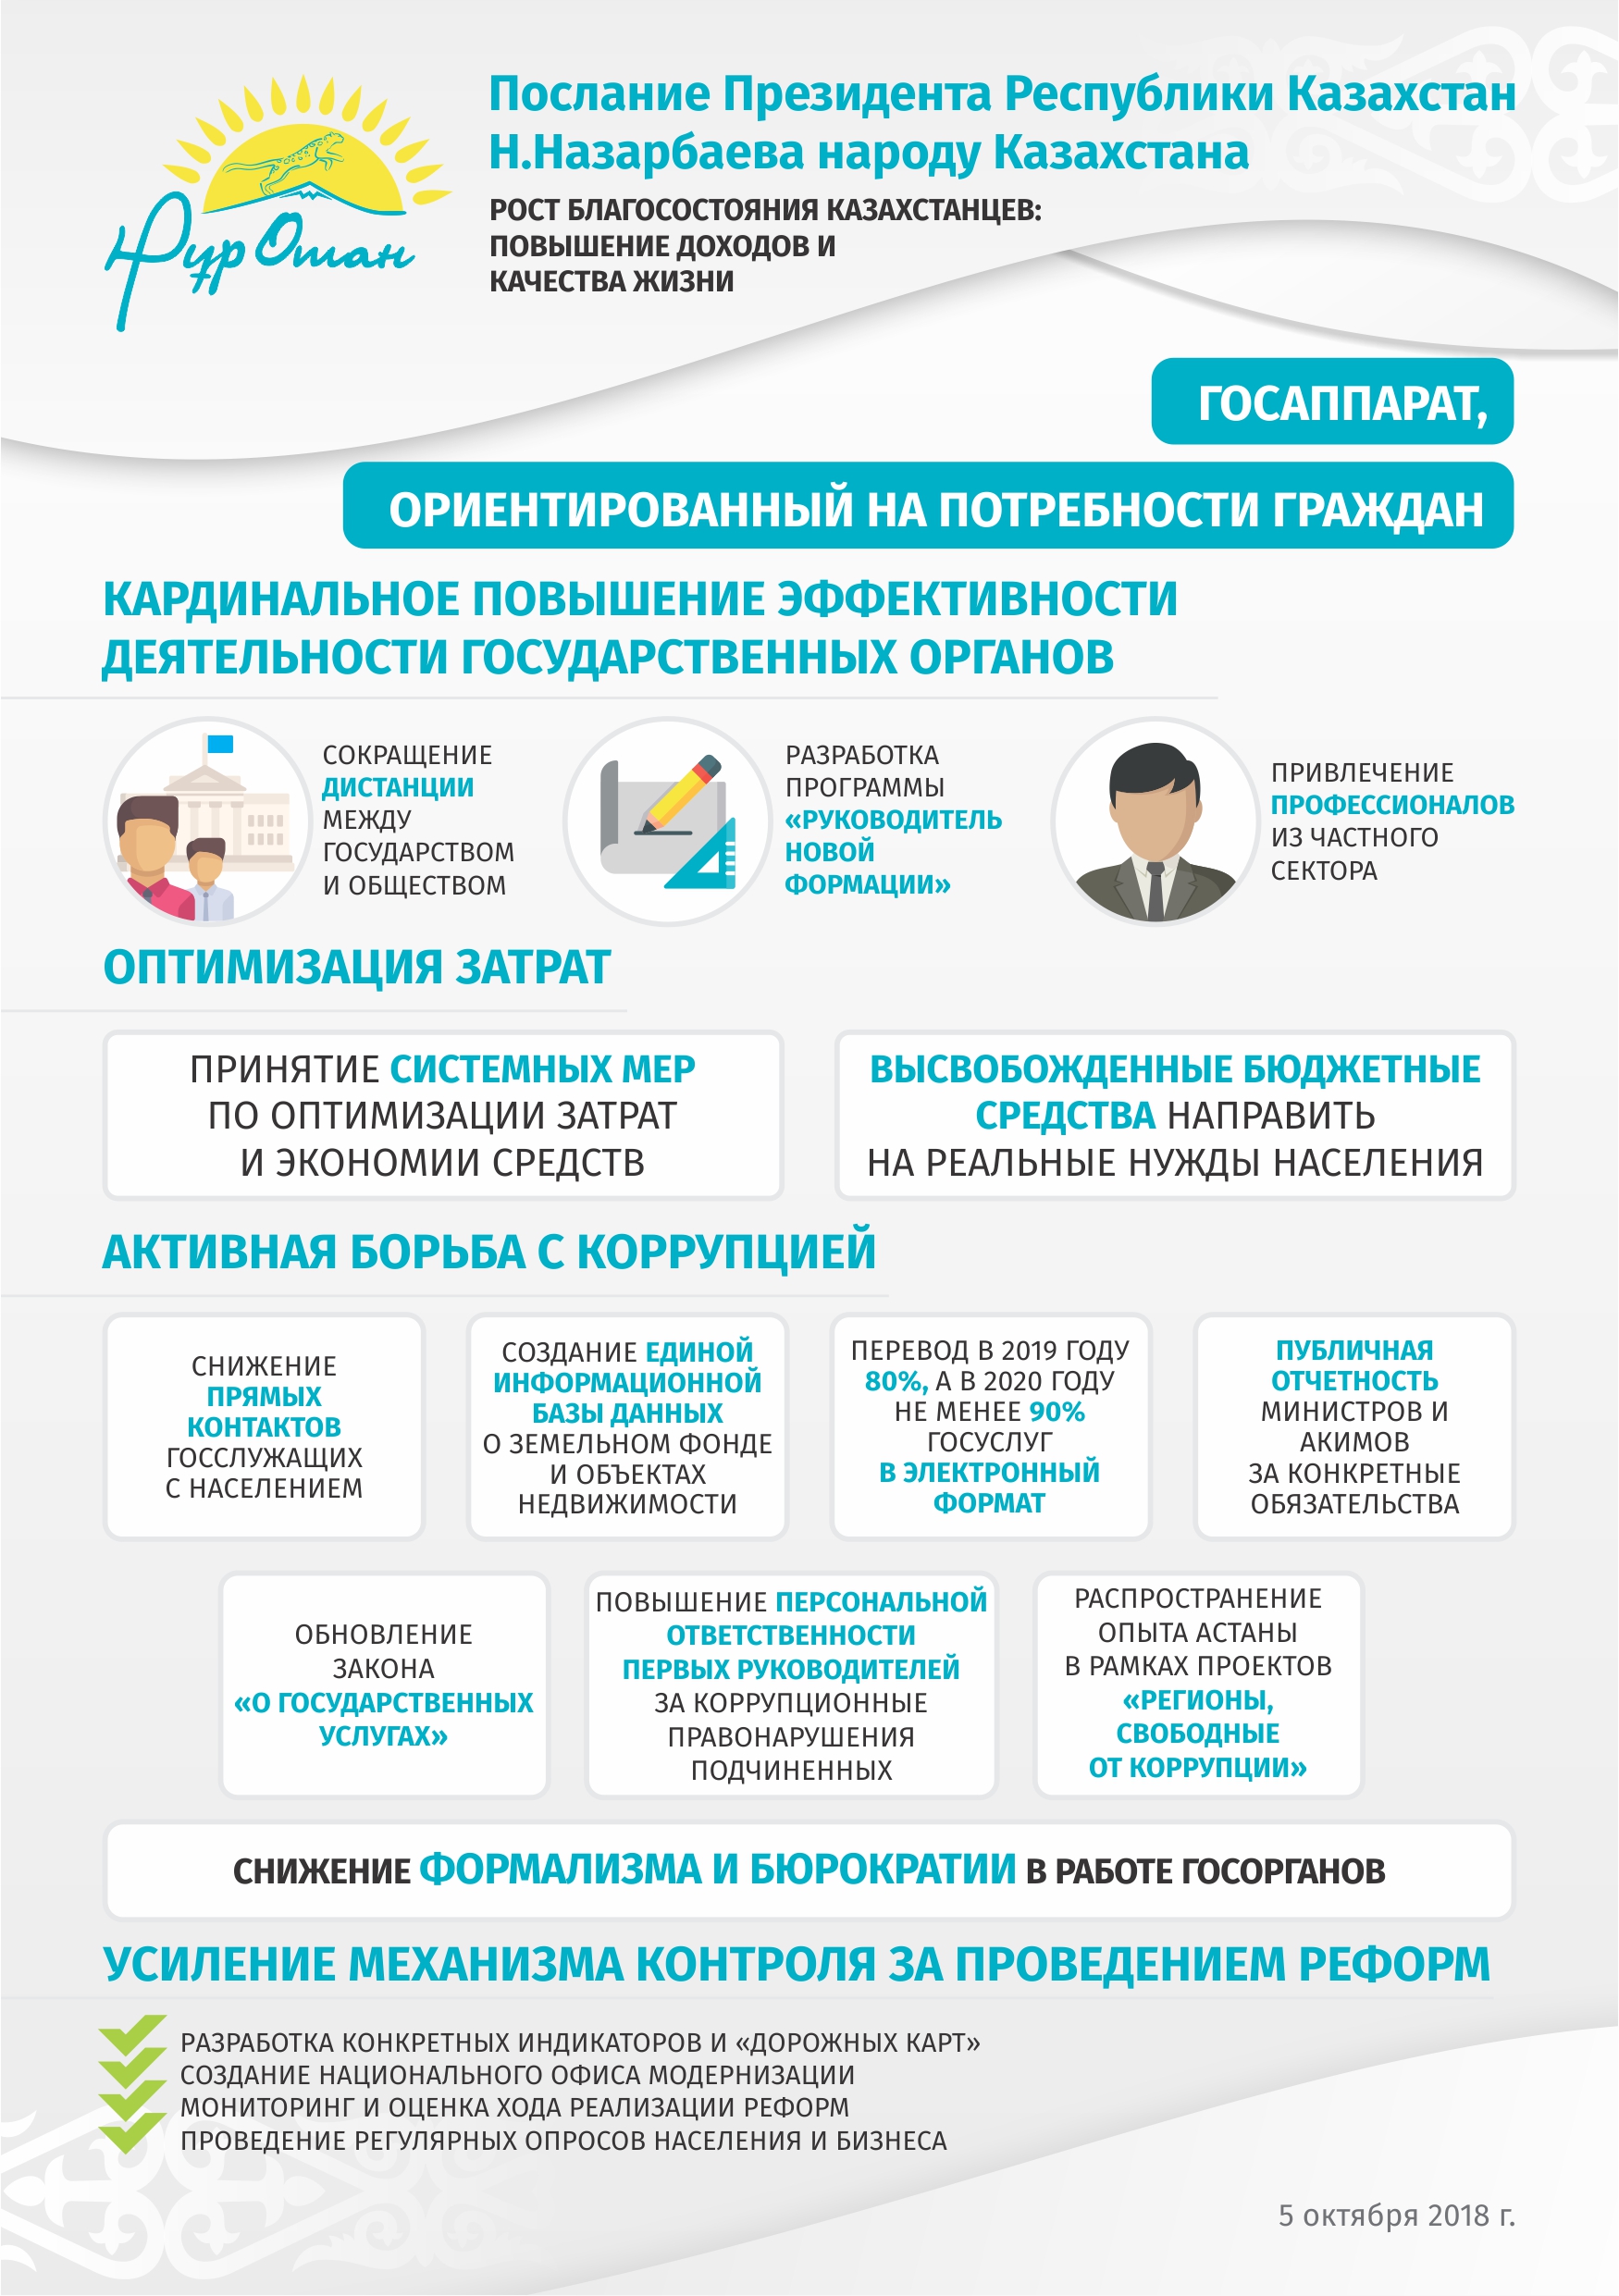 Нұр Отан
Послание Президента Республики Казахстан
Н.Назарбаева народу Казахстана
РОСТ БЛАГОСОСТОЯНИЯ КАЗАХСТАНЦЕВ:
ПОВЫШЕНИЕ ДОХОДОВ И
КАЧЕСТВА ЖИЗНИ
ГОСАППАРАТ,
ОРИЕНТИРОВАННЫЙ НА ПОТРЕБНОСТИ ГРАЖДАН
КАРДИНАЛЬНОЕ ПОВЫШЕНИЕ ЭФФЕКТИВНОСТИ
ДЕЯТЕЛЬНОСТИ ГОСУДАРСТВЕННЫХ ОРГАНОВ
СОКРАЩЕНИЕ
ДИСТАНЦИИ
МЕЖДУ
ГОСУДАРСТВОМ
И ОБЩЕСТВОМ
РАЗРАБОТКА
ПРОГРАММЫ
«РУКОВОДИТЕЛЬ
НОВОЙ
ФОРМАЦИИ»
ПРИВЛЕЧЕНИЕ
ПРОФЕССИОНАЛОВ
ИЗ ЧАСТНОГО
СЕКТОРА
ОПТИМИЗАЦИЯ ЗАТРАТ
ПРИНЯТИЕ СИСТЕМНЫХ МЕР
ПО ОПТИМИЗАЦИИ ЗАТРАТ
И ЭКОНОМИИ СРЕДСТВ
ВЫСВОБОЖДЕННЫЕ БЮДЖЕТНЫЕ
СРЕДСТВА НАПРАВИТЬ
НА РЕАЛЬНЫЕ НУЖДЫ НАСЕЛЕНИЯ
АКТИВНАЯ БОРЬБА С КОРРУПЦИЕЙ
СНИЖЕНИЕ
ПРЯМЫХ
КОНТАКТОВ
ГОССЛУЖАЩИХ
С НАСЕЛЕНИЕМ
СОЗДАНИЕ ЕДИНОЙ
ИНФОРМАЦИОННОЙ
БАЗЫ ДАННЫХ
О ЗЕМЕЛЬНОМ ФОНДЕ
И ОБЪЕКТАХ
НЕДВИЖИМОСТИ
ПЕРЕВОД В 2019 ГОДУ
80%, А В 2020 ГОДУ
НЕ МЕНЕЕ 90%
ГОСУСЛУГ
В ЭЛЕКТРОННЫЙ
ФОРМАТ
ПУБЛИЧНАЯ
ОТЧЕТНОСТЬ
МИНИСТРОВ И
АКИМОВ
ЗА КОНКРЕТНЫЕ
ОБЯЗАТЕЛЬСТВА
ОБНОВЛЕНИЕ
ЗАКОНА
«О ГОСУДАРСТВЕННЫХ
УСЛУГАХ»
ПОВЫШЕНИЕ ПЕРСОНАЛЬНОЙ
ОТВЕТСТВЕННОСТИ
ПЕРВЫХ РУКОВОДИТЕЛЕЙ
ЗА КОРРУПЦИОННЫЕ
ПРАВОНАРУШЕНИЯ
ПОДЧИНЕННЫХ
РАСПРОСТРАНЕНИЕ
ОПЫТА АСТАНЫ
В РАМКАХ ПРОЕКТОВ
«РЕГИОНЫ,
СВОБОДНЫЕ
ОТ КОРРУПЦИИ»
СНИЖЕНИЕ ФОРМАЛИЗМА И БЮРОКРАТИИ В РАБОТЕ ГОСОРГАНОВ
УСИЛЕНИЕ МЕХАНИЗМА КОНТРОЛЯ ЗА ПРОВЕДЕНИЕМ РЕФОРМ
РАЗРАБОТКА КОНКРЕТНЫХ ИНДИКАТОРОВ И «ДОРОЖНЫХ КАРТ»
СОЗДАНИЕ НАЦИОНАЛЬНОГО ОФИСА МОДЕРНИЗАЦИИ
МОНИТОРИНГ И ОЦЕНКА ХОДА РЕАЛИЗАЦИИ РЕФОРМ
ПРОВЕДЕНИЕ РЕГУЛЯРНЫХ ОПРОСОВ НАСЕЛЕНИЯ И БИЗНЕСА
5 октября 2018 г.